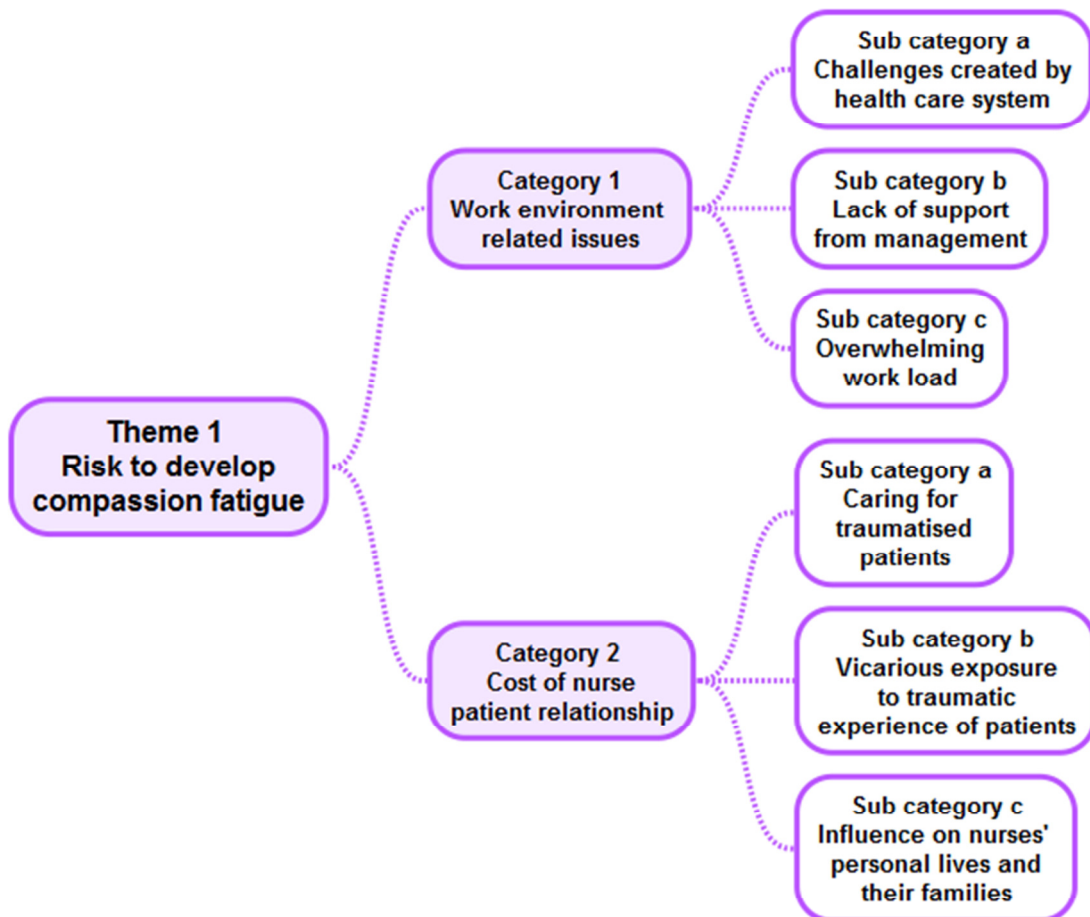 Theme 1
Risk to develop
compassion fatigue
Category 1
Work environment
related issues
Sub category a
Challenges created by
health care system
Sub category b
Lack of support
from management
Sub category c
Overwhelming
work load
Category 2
Cost of nurse
patient relationship
Sub category a
Caring for
traumatised
patients
Sub category b
Vicarious exposure
to traumatic
experience of patients
Sub category c
Influence on nurses'
personal lives and
their families